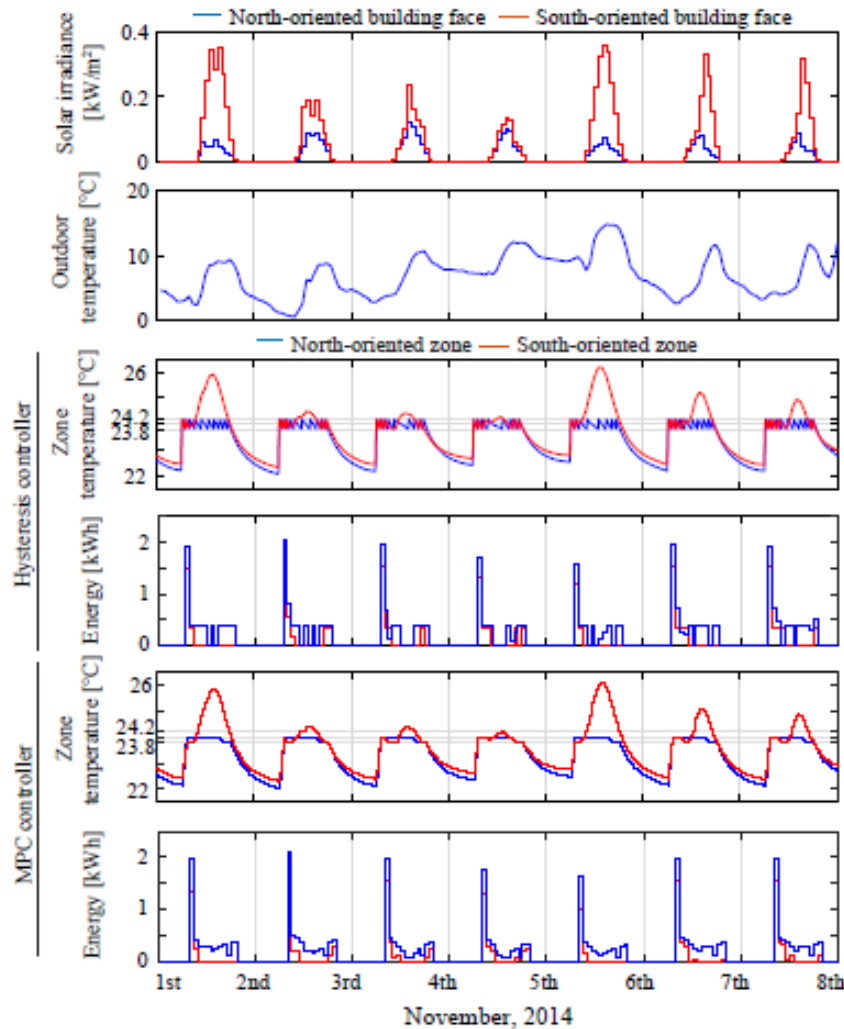 North-oriented building face South-oriented building face
Solar irradiance
[kW/m²]
0.4
0.2
0
Outdoor
temperature [°C]
20
10
0
North-oriented zone South-oriented zone
Hysteresis controller
Zone
temperature [°C]
26
24.2
23.8
22
Energy [kWh]
2
1
0
MPC controller
Zone
temperature [°C]
26
24.2
23.8
22
Energy [kWh]
2
1
0
1st 2nd 3rd 4th 5th 6th 7th 8th
November, 2014